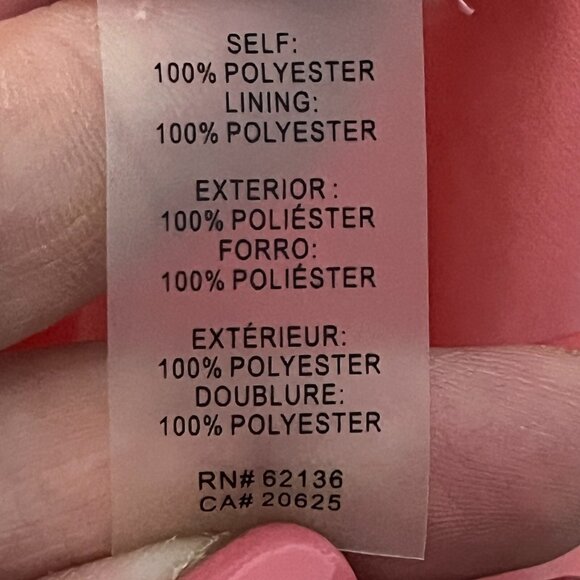 SELF:
100% POLYESTER
LINING:
100% POLYESTER
EXTERIOR :
100% POLIÉSTER
FORRO:
100% POLIÉSTER
EXTÉRIEUR:
100% POLYESTER
DOUBLURE:
100% POLYESTER
RN# 62136
CA# 20625